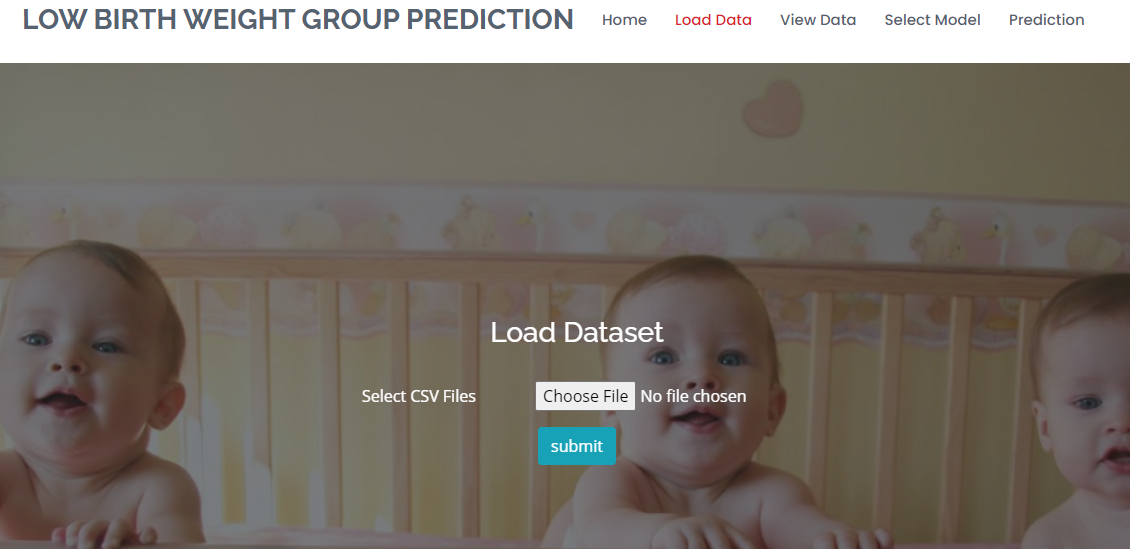 LOW BIRTH WEIGHT GROUP PREDICTION Home Load Data View Data Select Model Prediction
Load Dataset
Select CSV Files Choose File No file chosen
submit